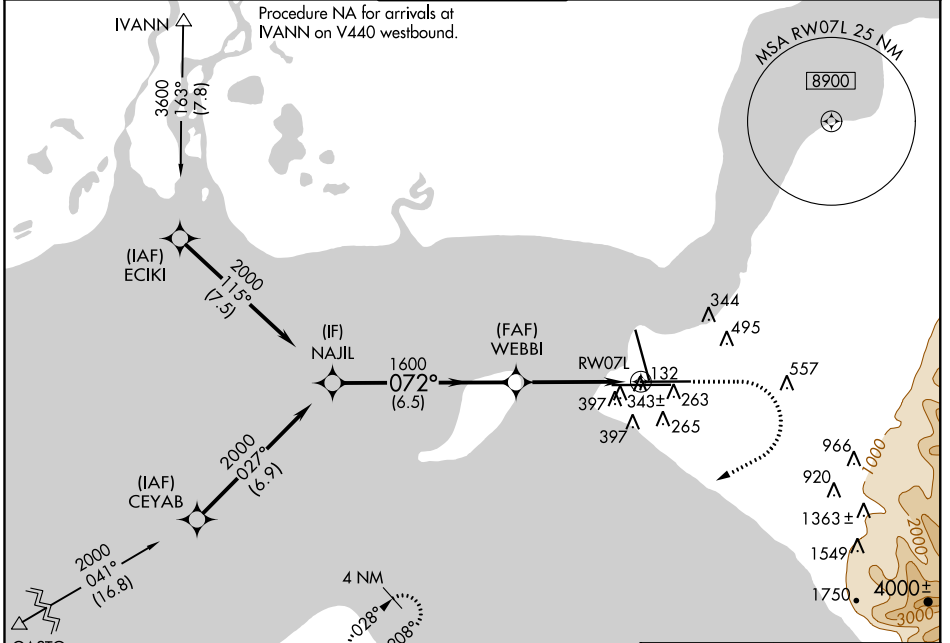 IVANN
Procedure NA for arrivals at
IVANN on V440 westbound.
MSA RW07L 25 NM
8900
3600
163°
(7.8)
(IAF)
ECIKI
2000
115°
(7.5)
(IF)
NAJIL
1600
072°
(6.5)
(FAF)
WEBBI
RW07L
132
344
495
557
397
343±
263
397
265
966
1000
920
1363±
2000
1549
1750
4000±
3000
(IAF)
CEYAB
2000
027°
(6.9)
2000
041°
(16.8)
4 NM
028°
208°